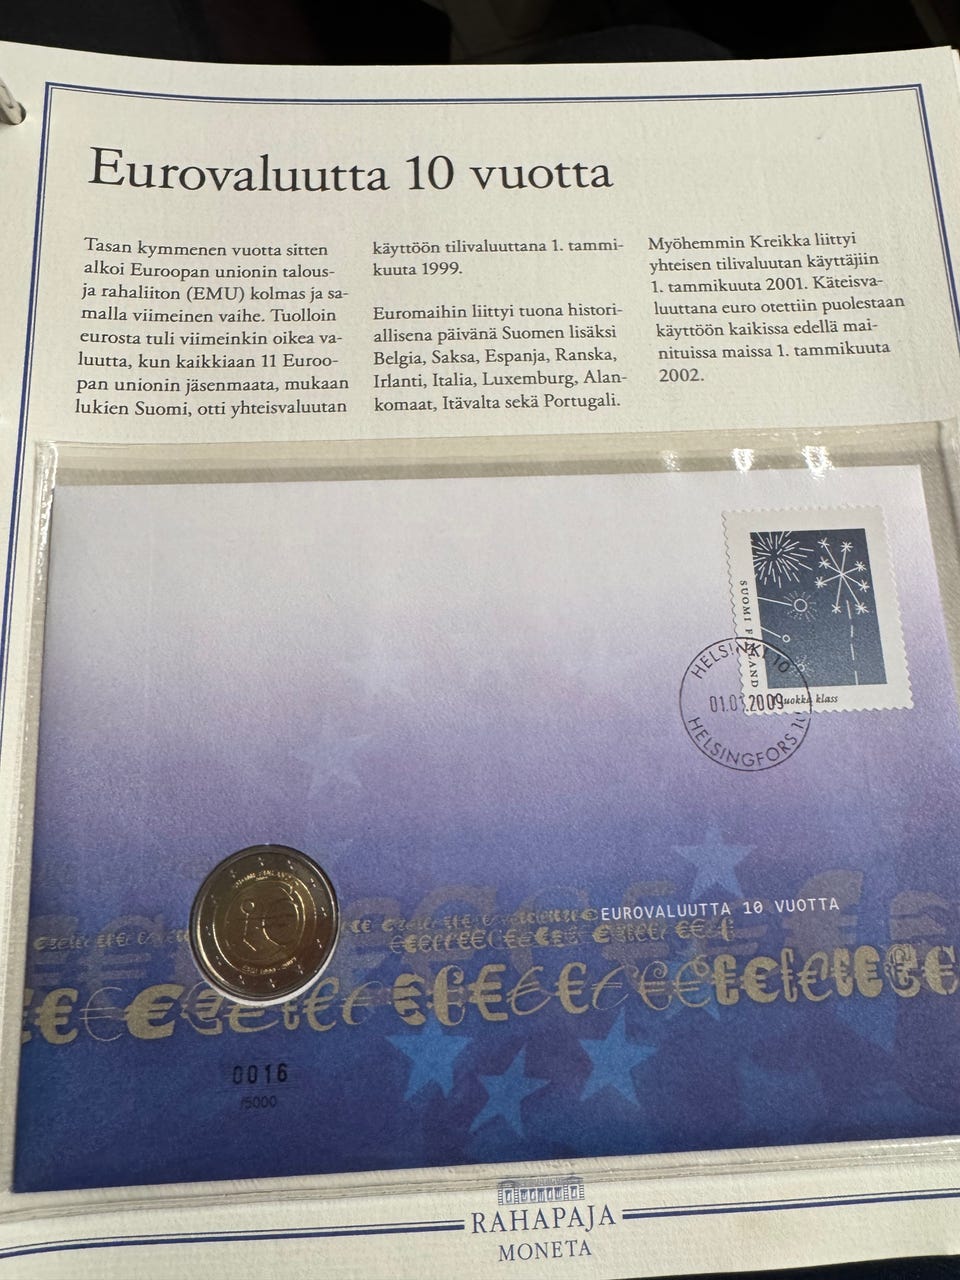 Eurovaluutta 10 vuotta
Tasan kymmenen vuotta sitten
alkoi Euroopan unionin talous-
ja rahaliiton (EMU) kolmas ja sa-
malla viimeinen vaihe. Tuolloin
eurosta tuli viimeinkin oikea va-
luutta, kun kaikkiaan 11 Euroo-
pan unionin jäsenmaata, mukaan
lukien Suomi, otti yhteisvaluutan
käyttöön tilivaluuttana 1. tammi-
kuuta 1999.
Euromaihin liittyi tuona histori-
allisena päivänä Suomen lisäksi
Belgia, Saksa, Espanja, Ranska,
Irlanti, Italia, Luxemburg, Alan-
komaat, Itävalta sekä Portugali.
Myöhemmin Kreikka liittyi
yhteisen tilivaluutan käyttäjiin
1. tammikuuta 2001. Käteisva-
luuttana euro otettiin puolestaan
käyttöön kaikissa edellä mai-
nituissa maissa 1. tammikuuta
2002.
SUOMI FINLAND
klass
HELSINKI 10
01.01.2009
HELSINGFORS 10
EUROVALUUTTA 10 VUOTTA
0016
/5000
RAHAPAJA
MONETA